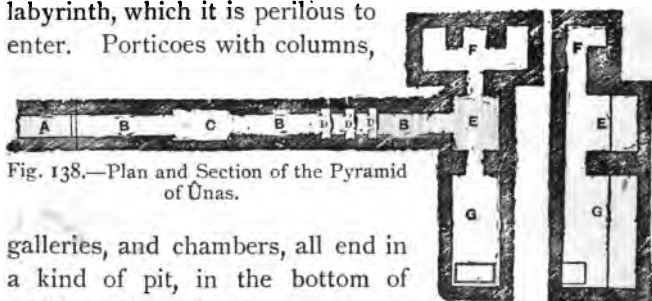 labyrinth, which it is perilous to
enter. Porticoes with columns,
A B C B D D D B E F G
F E G
Fig. 138.—Plan and Section of the Pyramid
of Ûnas.
galleries, and chambers, all end in
a kind of pit, in the bottom of